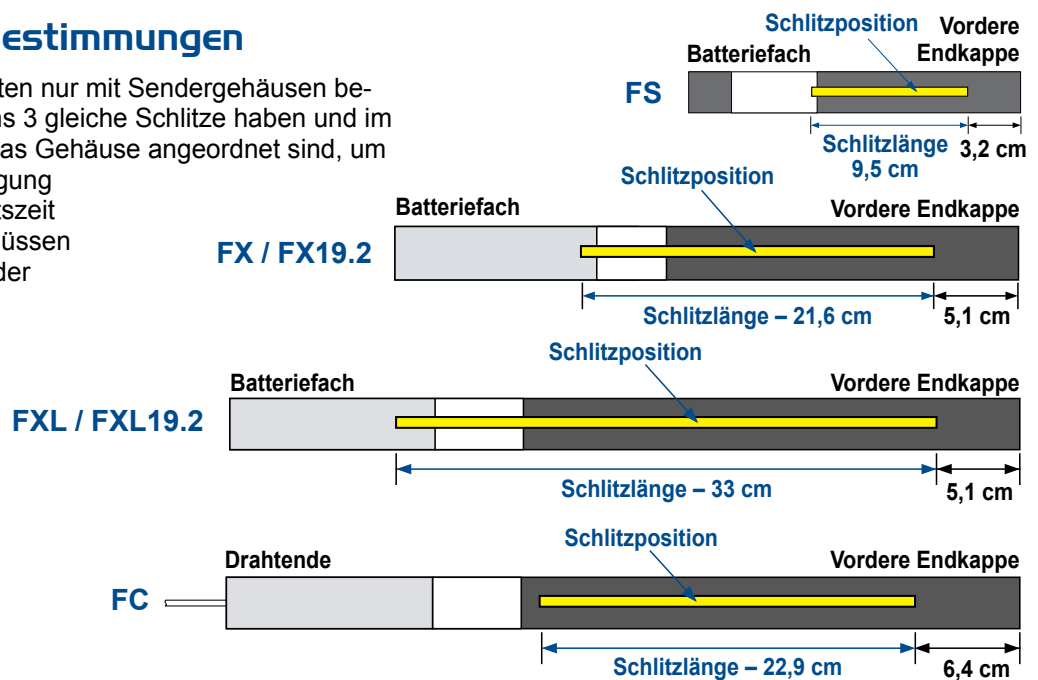 estimmungen
ten nur mit Sendergehäusen be-
ns 3 gleiche Schlitze haben und im
as Gehäuse angeordnet sind, um
gung
tszeit
üssen
der
Schlitzposition
Vordere
Endkappe
Batteriefach
FS
Schlitzlänge
9,5 cm
3,2 cm
Schlitzposition
Batteriefach
Vordere Endkappe
FX / FX19.2
Schlitzlänge – 21,6 cm
5,1 cm
Schlitzposition
Batteriefach
Vordere Endkappe
FXL / FXL19.2
Schlitzlänge – 33 cm
5,1 cm
Schlitzposition
Drahtende
Vordere Endkappe
FC
Schlitzlänge – 22,9 cm
6,4 cm